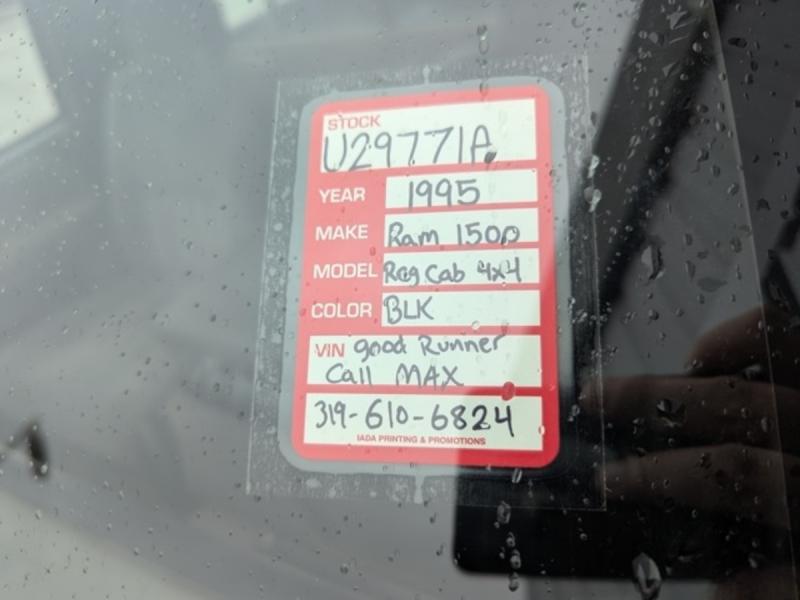 STOCK
U29771A
YEAR 1995
MAKE Ram 1500
MODEL Reg Cab 4x4
COLOR BLK
VIN good Runner
Call MAX
319-610-6824
IADA PRINTING & PROMOTIONS